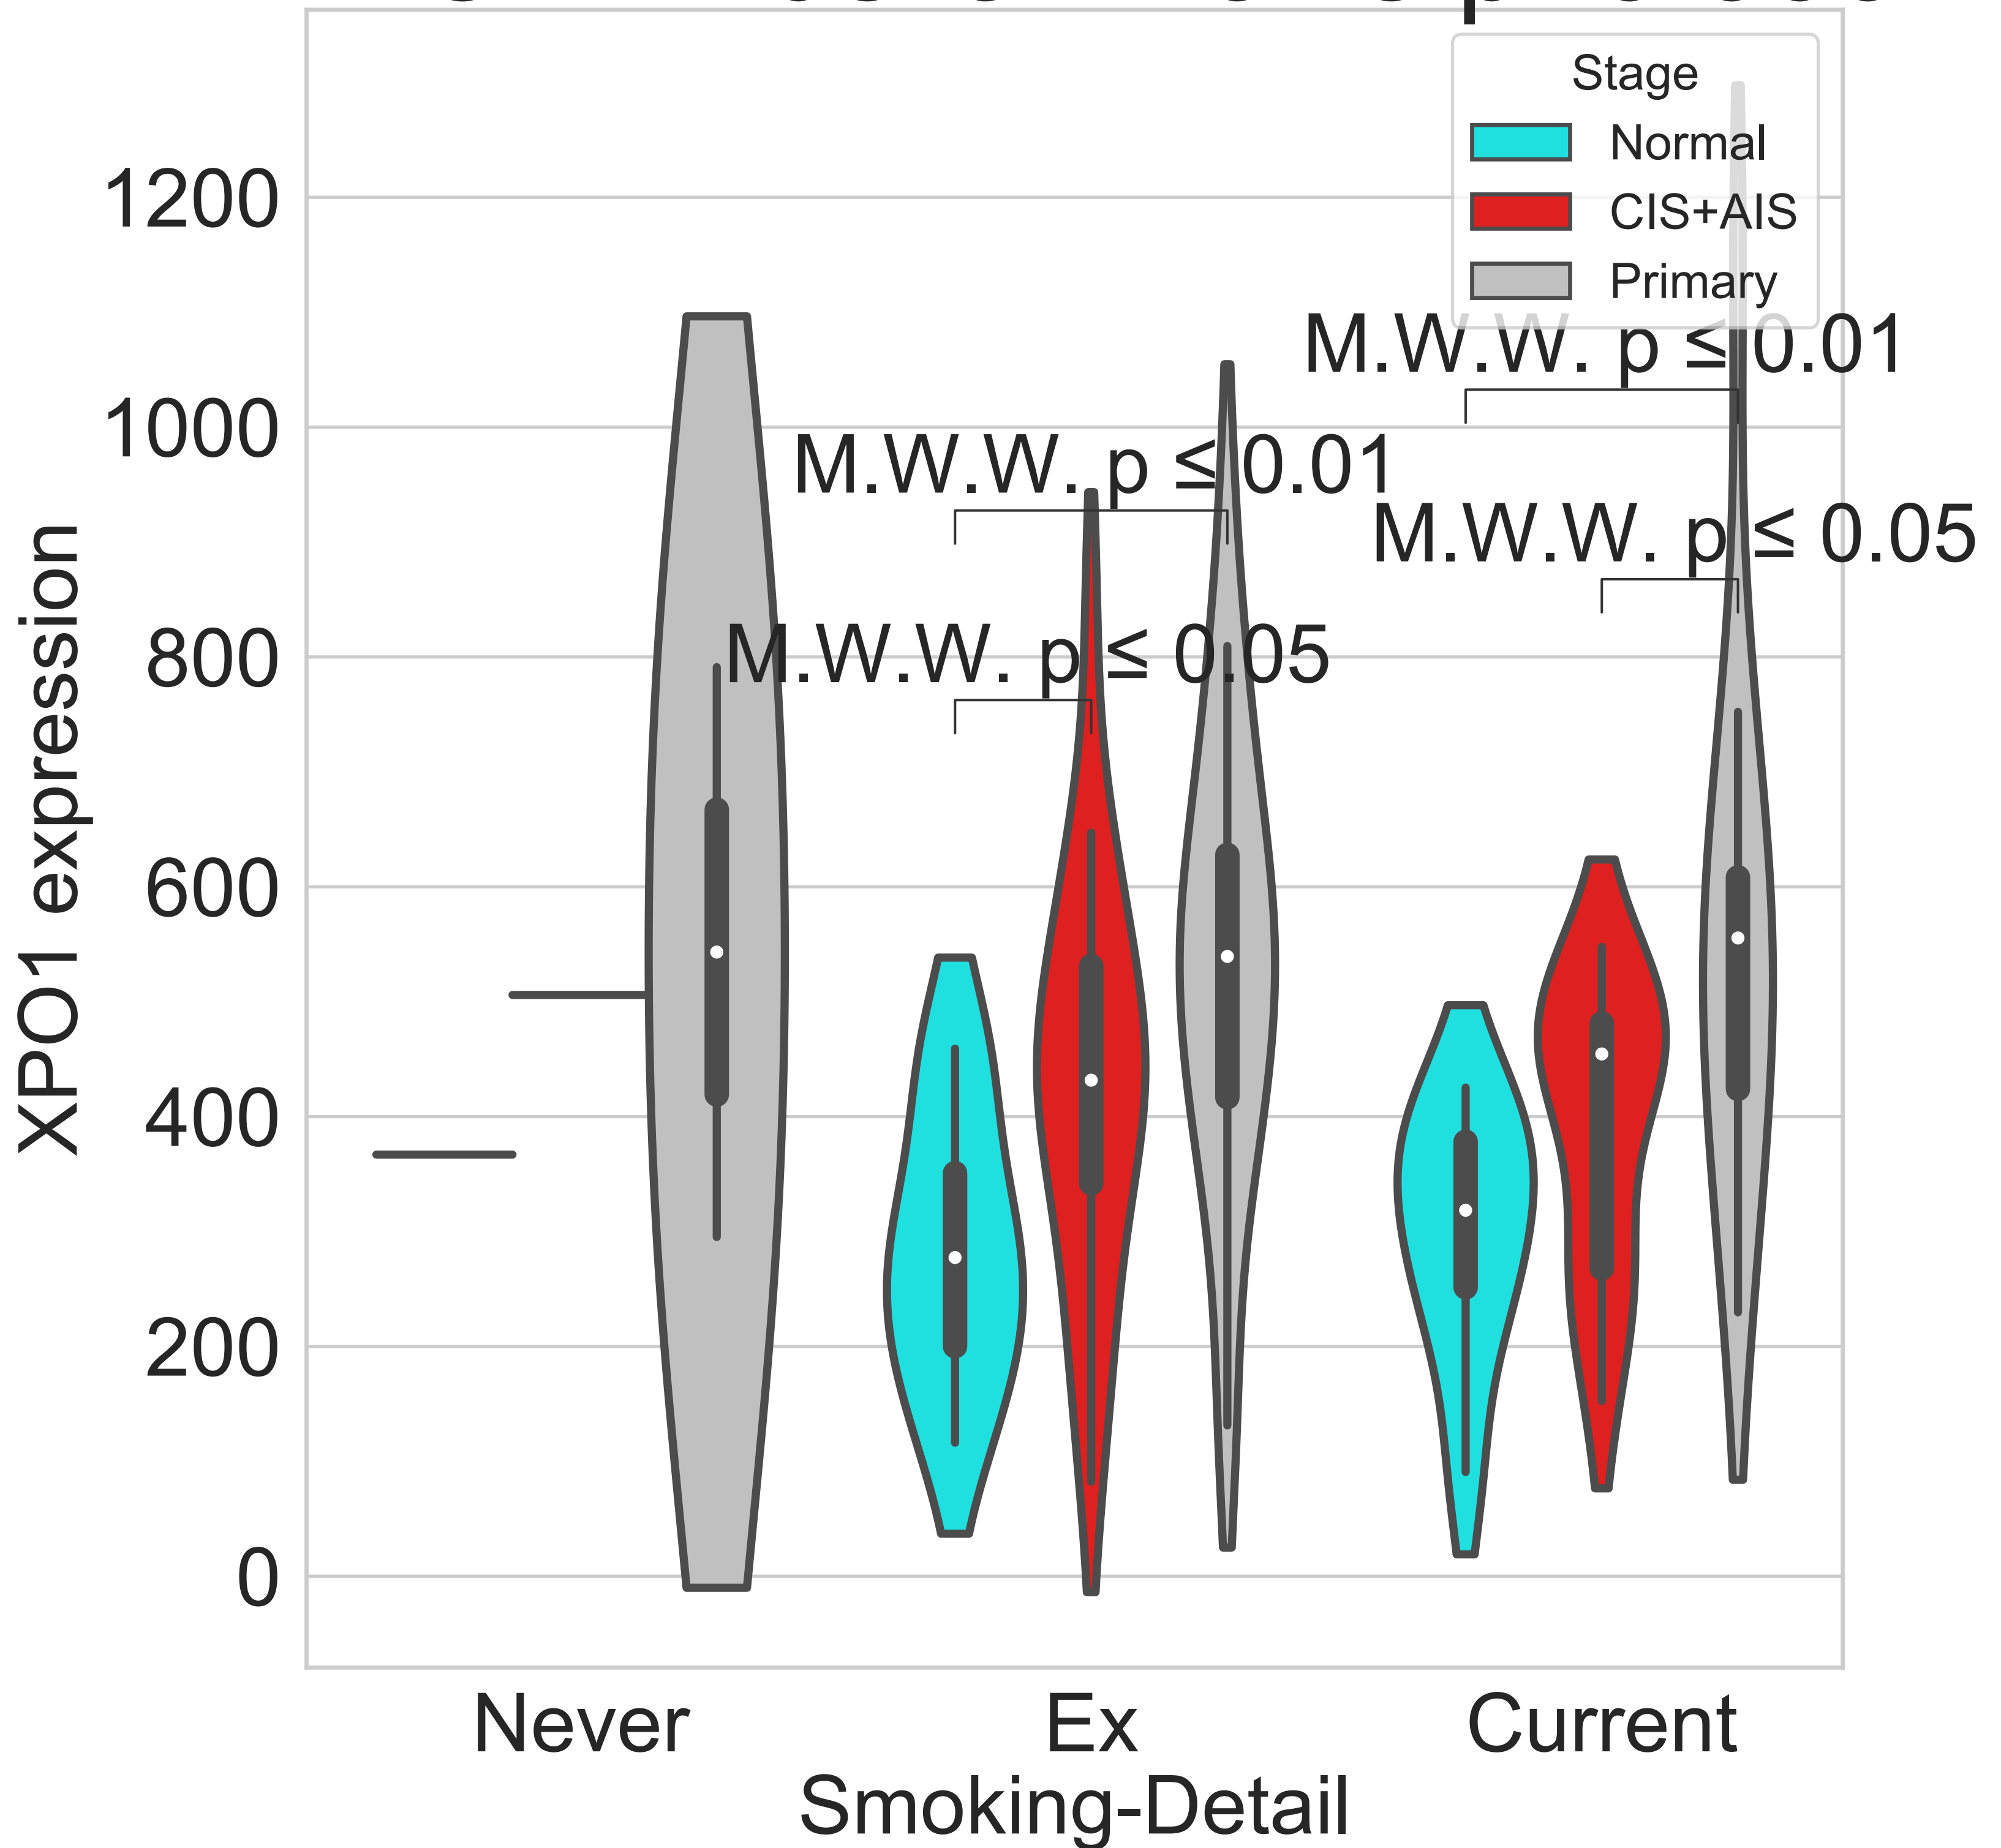 Stage
Normal
CIS+AIS
Primary
1200
1000
800
600
400
200
0
XPO1 expression
M.W.W. p ≤ 0.01
M.W.W. p ≤ 0.01
M.W.W. p ≤ 0.05
M.W.W. p ≤ 0.05
Never
Ex
Current
Smoking-Detail